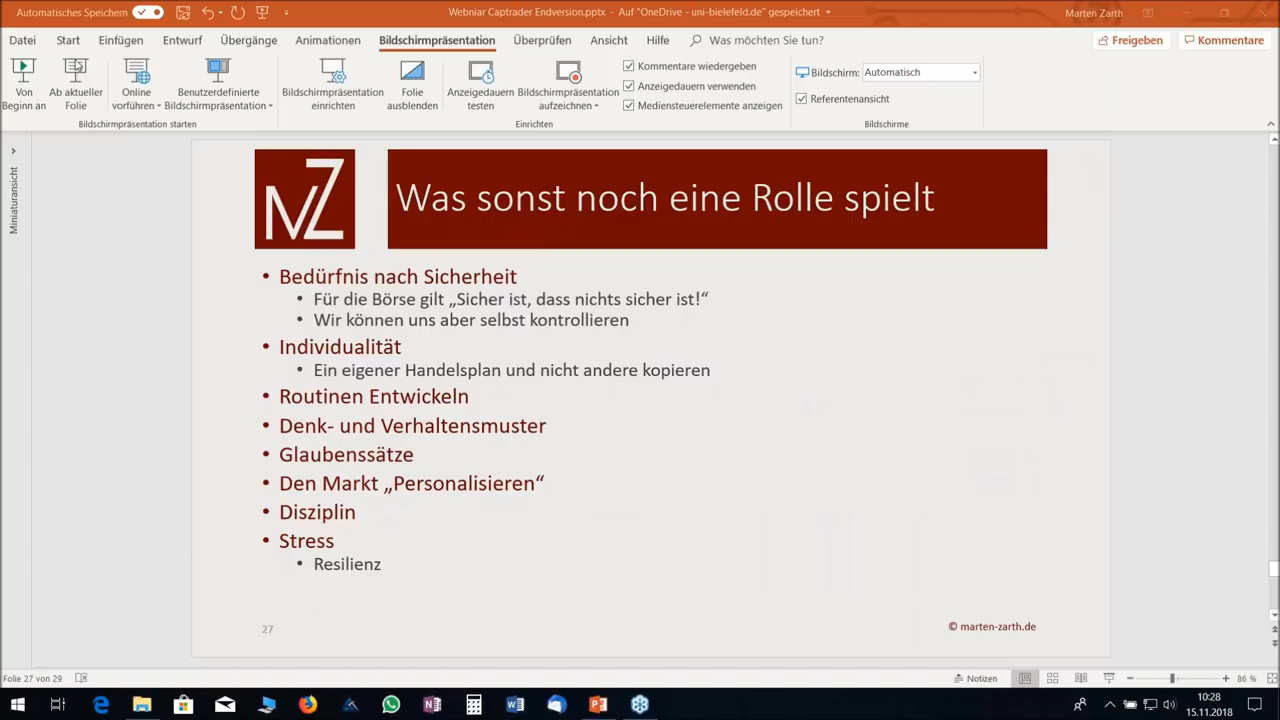 Automatisches Speichern
Webniar Captrader Endversion.pptx - Auf "OneDrive - uni-bielefeld.de" gespeichert
Marten Zarth
Datei Start Einfügen Entwurf Übergänge Animationen Bildschirmpräsentation Überprüfen Ansicht Hilfe Was möchten Sie tun? Freigeben Kommentare
Von Beginn an
Ab aktueller Folie
Online vorführen
Benutzerdefinierte Bildschirmpräsentation
Bildschirmpräsentation einrichten
Folie ausblenden
Anzeigedauern testen
Bildschirmpräsentation aufzeichnen
Kommentare wiedergeben
Anzeigedauern verwenden
Mediensteuerelemente anzeigen
Bildschirm: Automatisch
Referentenansicht
Bildschirmpräsentation starten
Einrichten
Bildschirme
Miniaturansicht
MZ
Was sonst noch eine Rolle spielt
• Bedürfnis nach Sicherheit
• Für die Börse gilt „Sicher ist, dass nichts sicher ist!“
• Wir können uns aber selbst kontrollieren
• Individualität
• Ein eigener Handelsplan und nicht andere kopieren
• Routinen Entwickeln
• Denk- und Verhaltensmuster
• Glaubenssätze
• Den Markt „Personalisieren“
• Disziplin
• Stress
• Resilienz
27
© marten-zarth.de
Folie 27 von 29
Notizen
86 %
10:28
15.11.2018